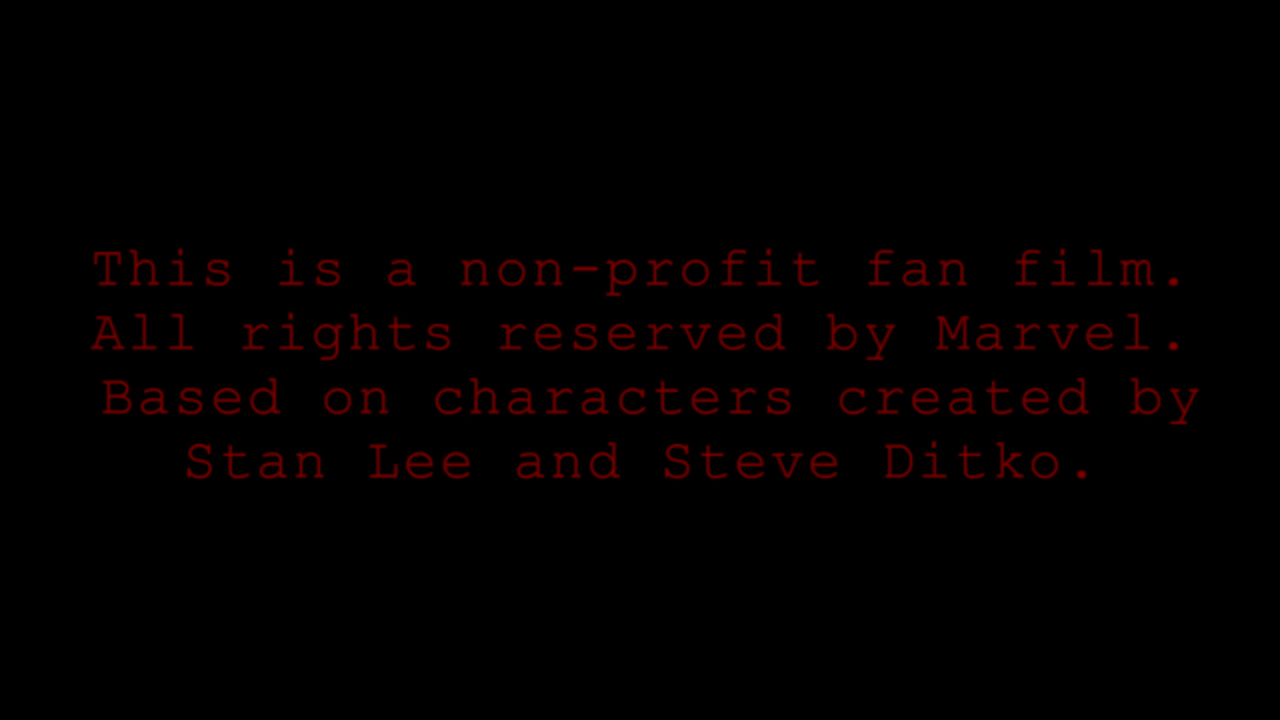 This is a non-profit fan film.
All rights reserved by Marvel.
Based on characters created by
Stan Lee and Steve Ditko.